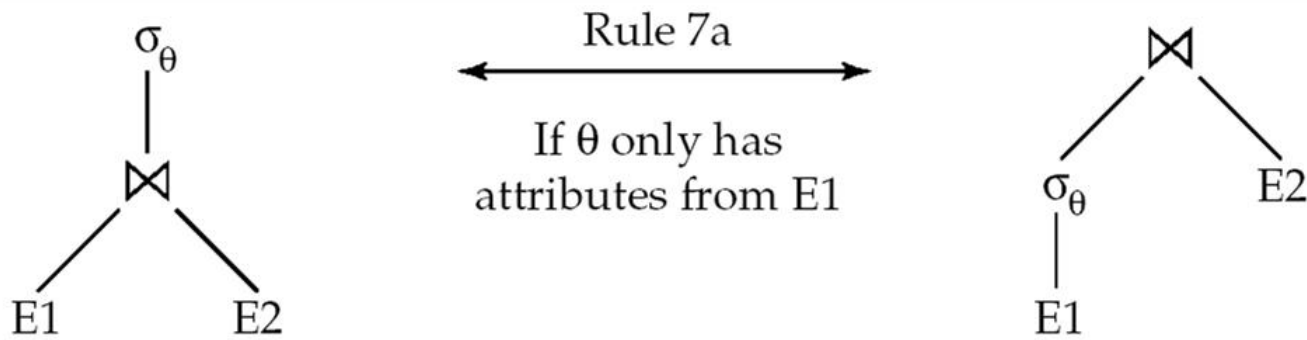 σθ
⋈
E1
E2
Rule 7a
If θ only has
attributes from E1
⋈
σθ
E2
E1